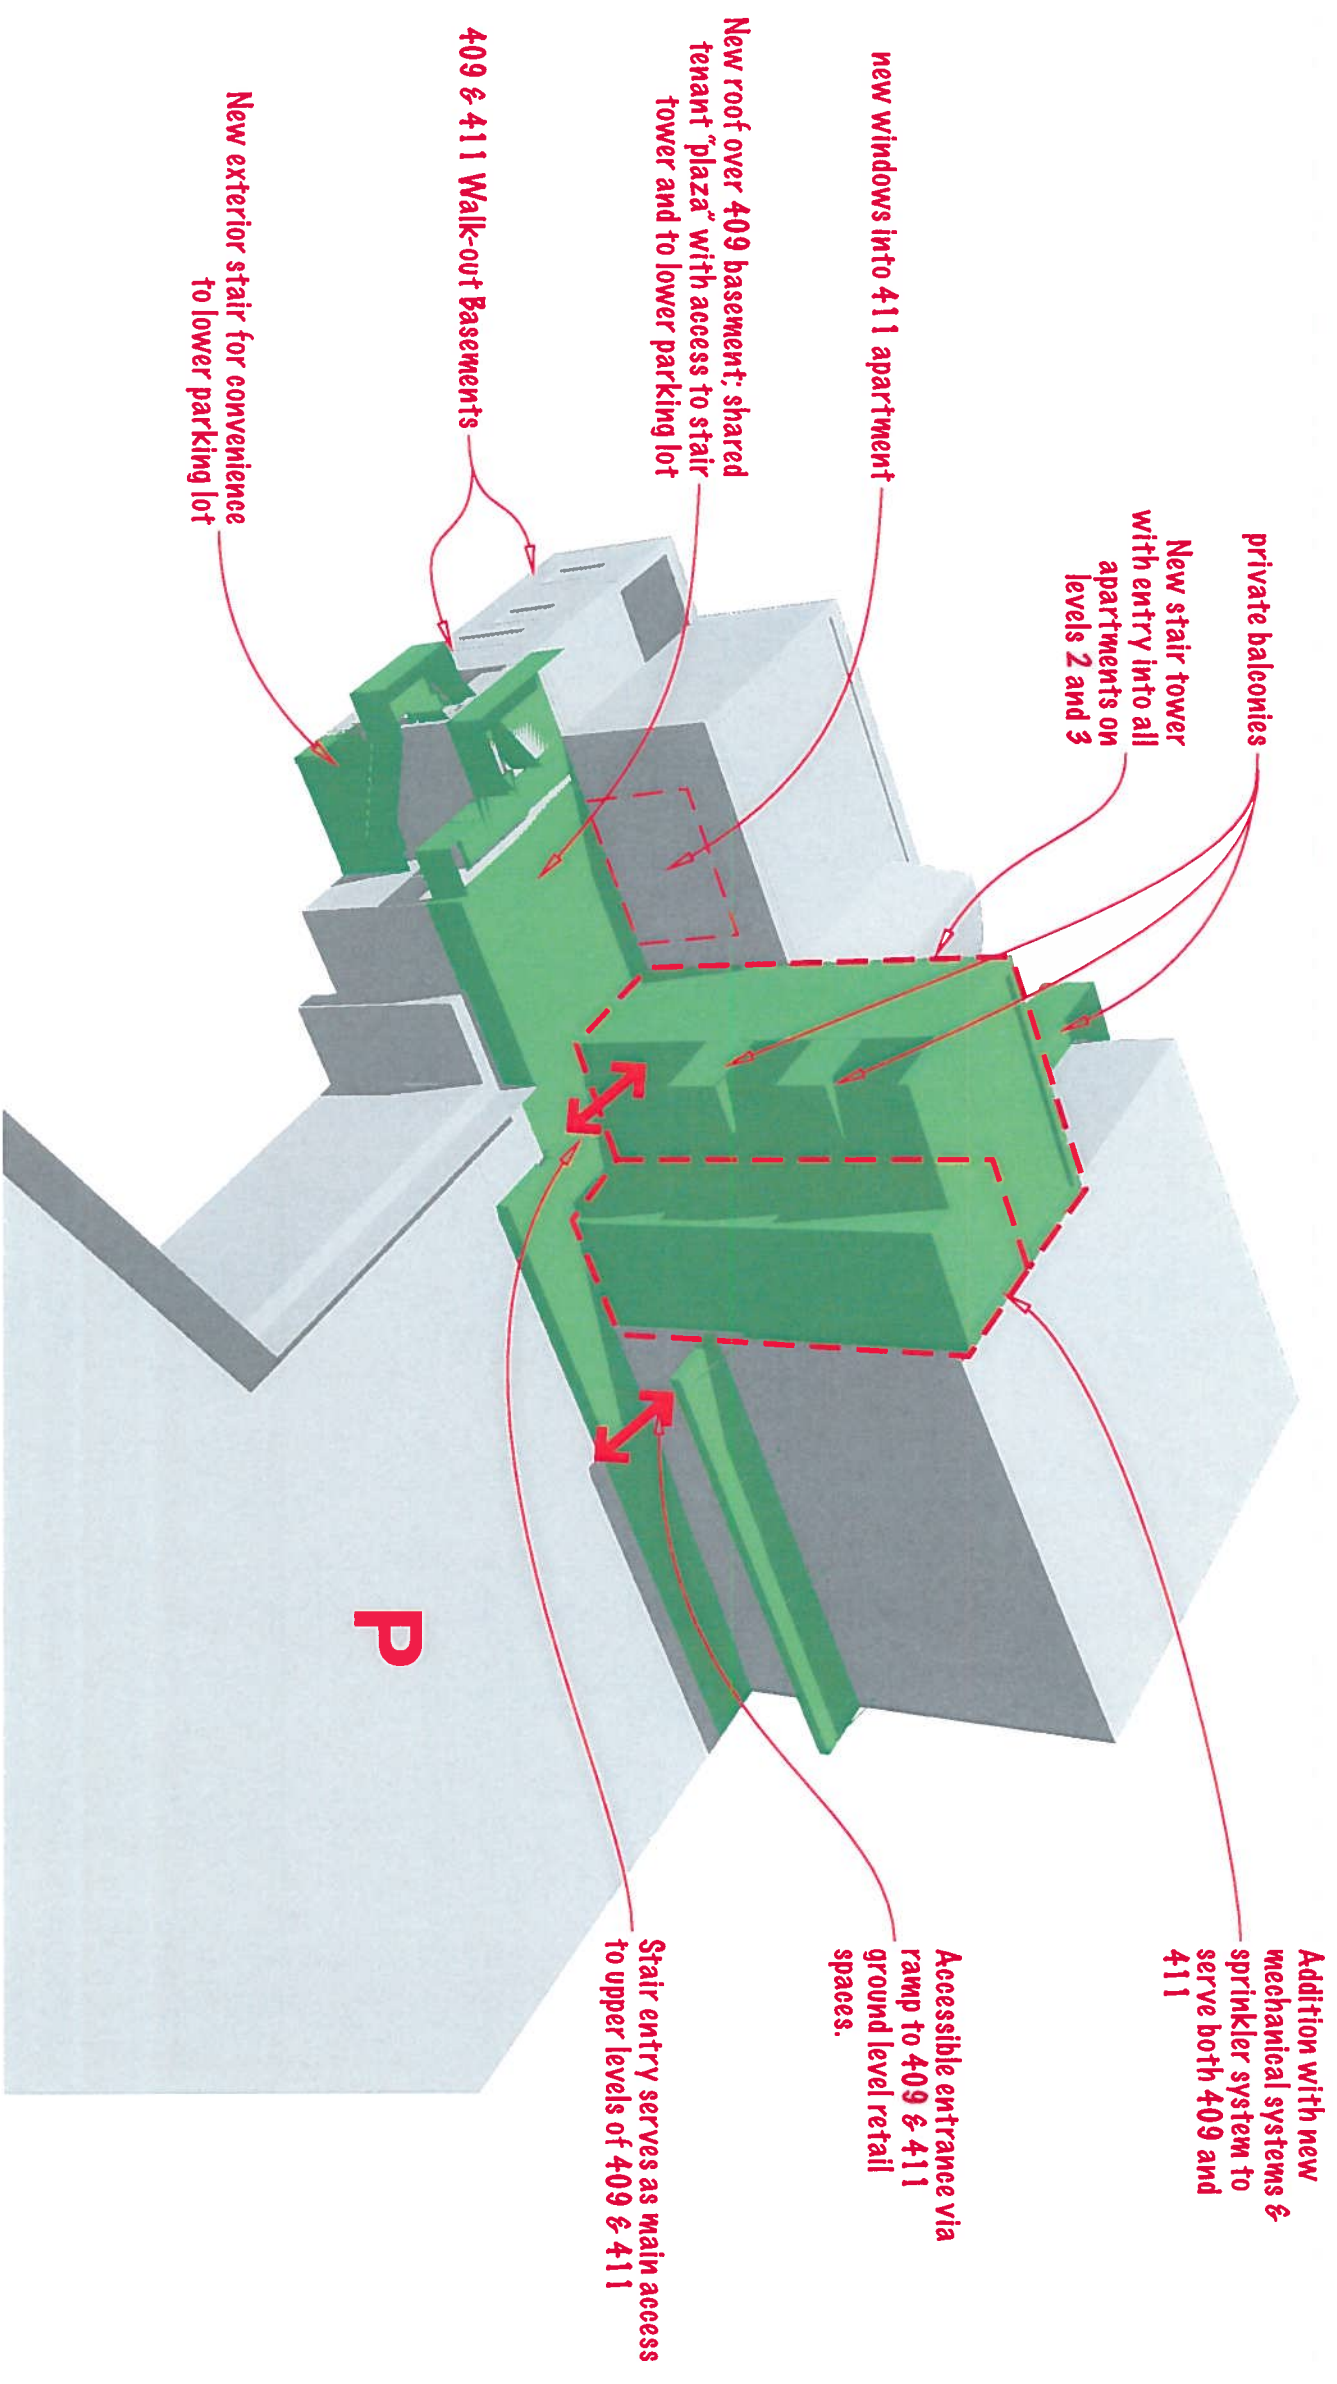 private balconies
New stair tower
with entry into all
apartments on
levels 2 and 3
new windows into 411 apartment
New roof over 409 basement; shared
tenant "plaza" with access to stair
tower and to lower parking lot
409 & 411 Walk-out Basements
New exterior stair for convenience
to lower parking lot
Addition with new
mechanical systems &
sprinkler system to
serve both 409 and
411
Accessible entrance via
ramp to 409 & 411
ground level retail
spaces.
Stair entry serves as main access
to upper levels of 409 & 411
P